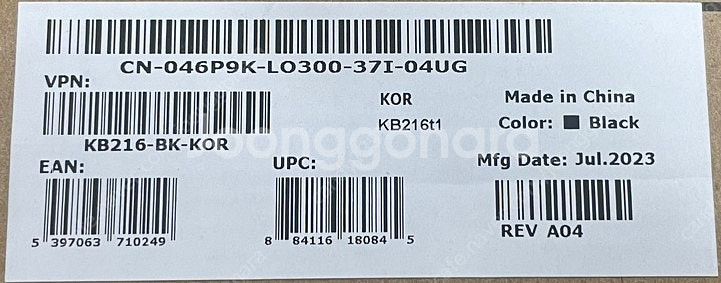 CN-046P9K-LO300-37I-04UG
VPN:
KB216-BK-KOR
KOR
KB216t1
Made in China
Color: Black
EAN:
5 397063 710249
UPC:
8 84116 18084 5
Mfg Date: Jul.2023
REV A04
joonggonara